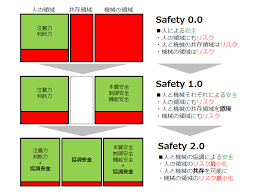 人の領域 共存領域 機械の領域
注意力
判断力
Safety 0.0
■ 人による安全
・ 人の領域にもリスク
・ 人と機械の共存領域はリスク
・ 機械の領域にもリスク
注意力
判断力
本質安全
制御安全
機能安全
Safety 1.0
■ 人と機械それぞれによる安全
・ 人の領域にもリスク
・ 人と機械の共存領域を撤廃
・ 機械の領域にもリスク
注意力
判断力
+
協調安全
協調安全
本質安全
制御安全
機能安全
+
協調安全
Safety 2.0
■ 人と機械の協調による安全
・ 人の領域のリスク最小化
・ 人と機械の共存を可能に
・ 機械の領域もリスク最小化